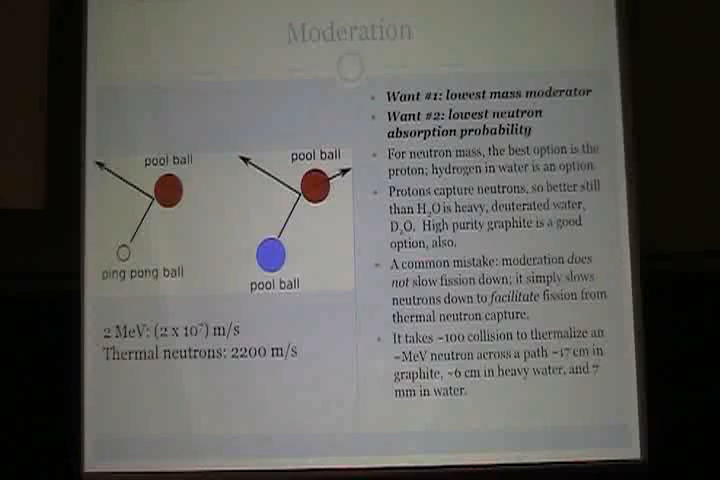 Moderation
pool ball
pool ball
ping pong ball
pool ball
2 MeV: (2 x 10⁷) m/s
Thermal neutrons: 2200 m/s
Want #1: lowest mass moderator
Want #2: lowest neutron
absorption probability
For neutron mass, the best option is the
proton; hydrogen in water is an option.
Protons capture neutrons, so better still
than H₂O is heavy, deuterated water,
D₂O. High purity graphite is a good
option, also.
A common mistake: moderation does
not slow fission down; it simply slows
neutrons down to facilitate fission from
thermal neutron capture.
It takes ~100 collision to thermalize an
~MeV neutron across a path ~17 cm in
graphite, ~6 cm in heavy water, and 7
mm in water.